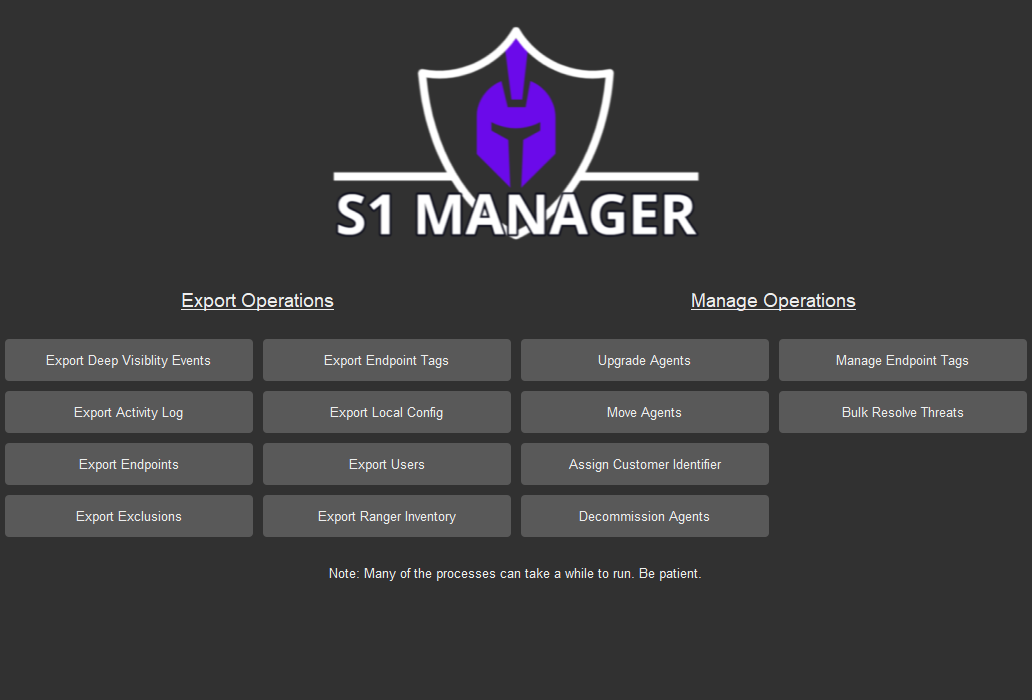 S1 MANAGER
Export Operations
Manage Operations
Export Deep Visiblity Events
Export Endpoint Tags
Upgrade Agents
Manage Endpoint Tags
Export Activity Log
Export Local Config
Move Agents
Bulk Resolve Threats
Export Endpoints
Export Users
Assign Customer Identifier
Export Exclusions
Export Ranger Inventory
Decommission Agents
Note: Many of the processes can take a while to run. Be patient.